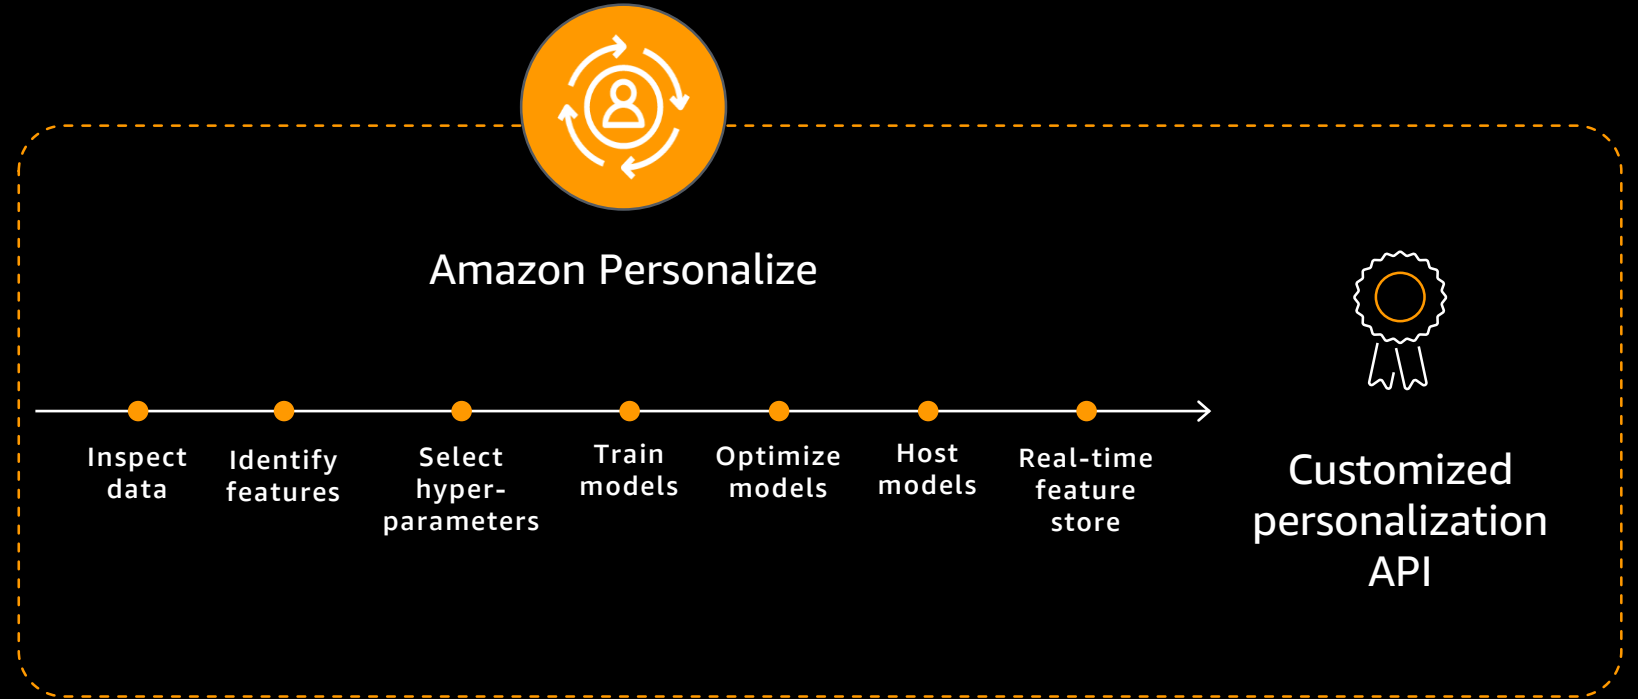 Amazon Personalize
Inspect
data
Identify
features
Select
hyper-
parameters
Train
models
Optimize
models
Host
models
Real-time
feature
store
Customized
personalization
API